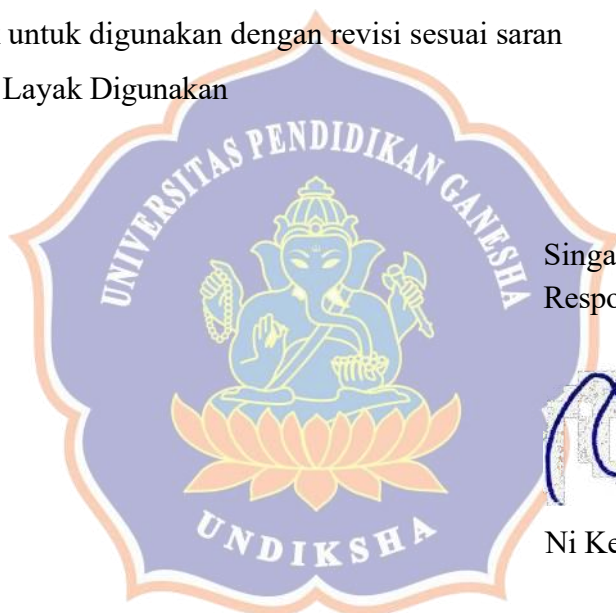 untuk digunakan dengan revisi sesuai saran
Layak Digunakan
UNIVERSITAS PENDIDIKAN GANESHA
UNDIKSHA
Singa
Respo
Ni Ke